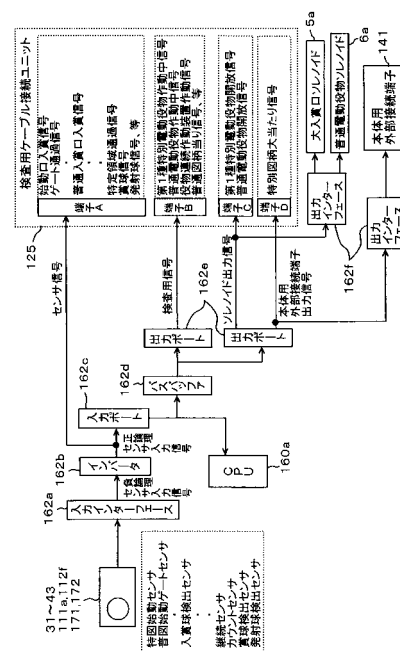 検査用ケーブル接続ユニット
125
始動口入賞信号
ゲート通過信号
・
・
普通入賞口入賞信号
特定領域通過信号
賞球信号
発射球信号、等
端子A
第1種特別電動役物作動中信号
普通電動役物作動中信号
役物連続作動装置作動信号
普通図柄当り信号、等
端子B
第1種特別電動役物開放信号
普通電動役物開放信号
端子C
特別図柄大当たり信号
端子D
センサ信号
検査用信号
ソレノイド出力信号
本体用
外部接続端子
出力信号
162e
出力ポート
出力ポート
162d
バスバッファ
162c
入力ポート
正論理
センサ入力
信号
162b
インバータ
負論理
センサ入力
信号
162a
入力インターフェース
CPU
160a
31~43
111a,112f
171,172
特図始動センサ
普図始動ゲートセンサ
入賞球検出センサ
・
・
継続センサ
カウントセンサ
賞球検出センサ
発射球検出センサ
出力
インター
フェース
出力
インター
フェース
162f
5a
大入賞口ソレノイド
6a
普通電動役物ソレノイド
141
本体用
外部接続端子